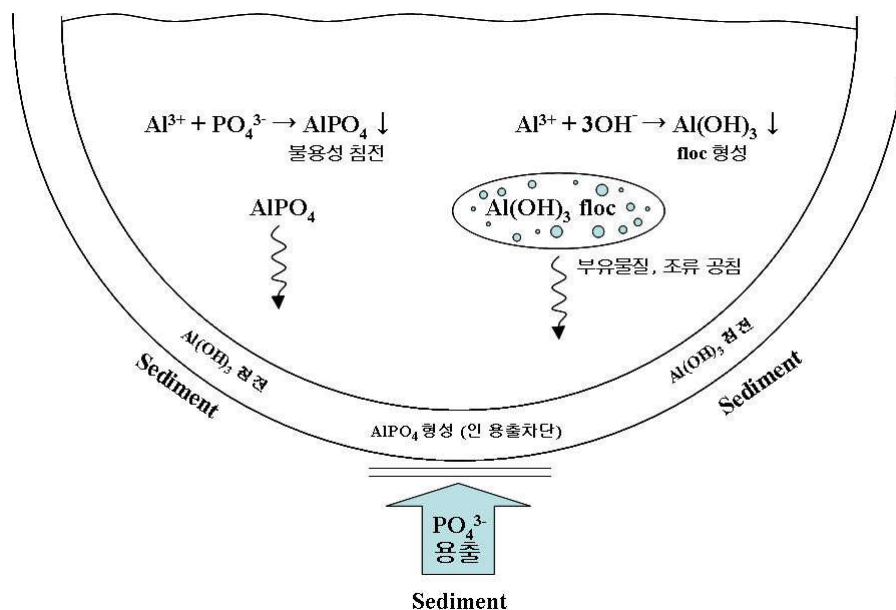 Al³⁺ + PO₄³⁻ → AlPO₄ ↓
불용성 침전
Al³⁺ + 3OH⁻ → Al(OH)₃ ↓
floc 형성
AlPO₄
Al(OH)₃ floc
부유물질, 조류 공침
Al(OH)₃ 침전
Sediment
Al(OH)₃ 침전
Sediment
AlPO₄ 형성 (인 용출차단)
PO₄³⁻
용출
Sediment